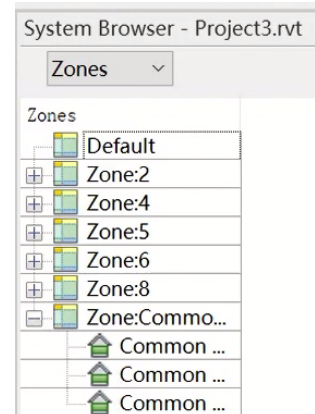 System Browser - Project3.rvt
Zones
Zones
Default
Zone:2
Zone:4
Zone:5
Zone:6
Zone:8
Zone:Commo...
Common ...
Common ...
Common ...